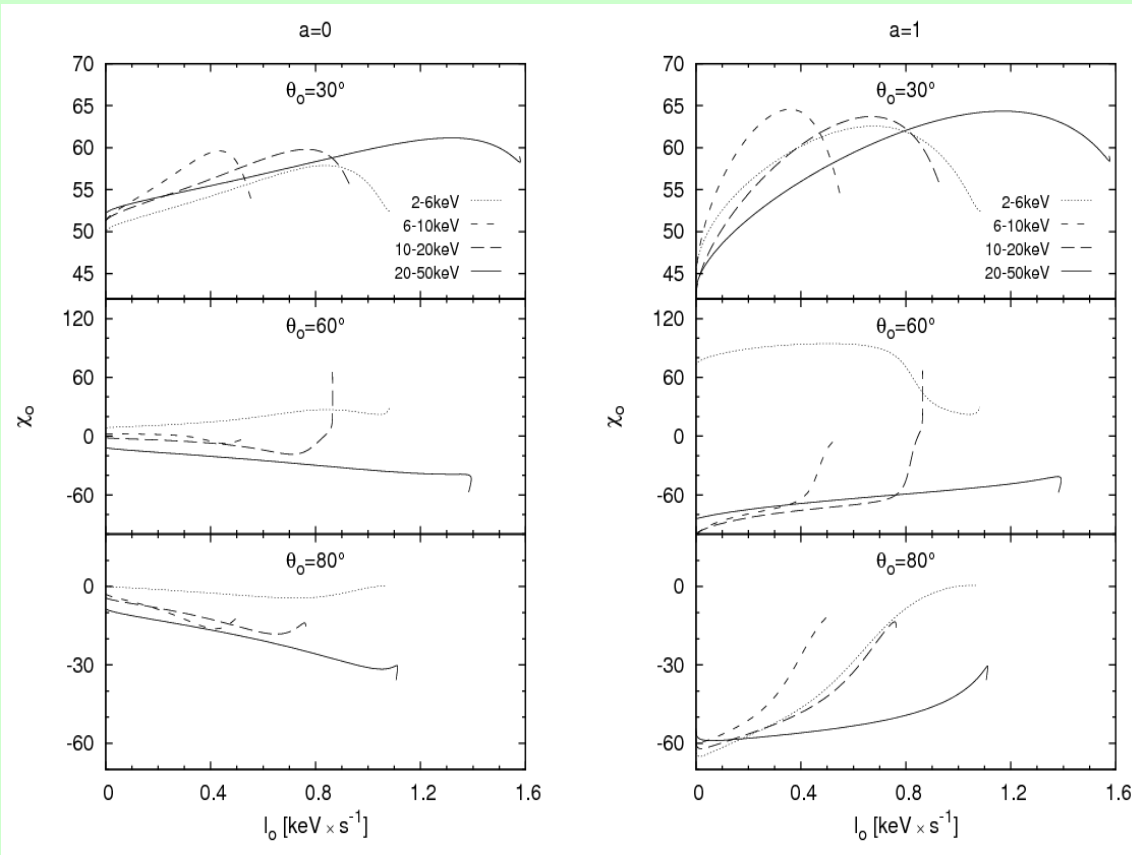 a=0
70
65
60
55
50
45
θo=30°
2-6keV
6-10keV
10-20keV
20-50keV
120
60
0
-60
θo=60°
χo
0
-30
-60
θo=80°
0 0.4 0.8 1.2 1.6
Io [keV × s-1]
a=1
70
65
60
55
50
45
θo=30°
2-6keV
6-10keV
10-20keV
20-50keV
120
60
0
-60
θo=60°
χo
0
-30
-60
θo=80°
0 0.4 0.8 1.2 1.6
Io [keV × s-1]